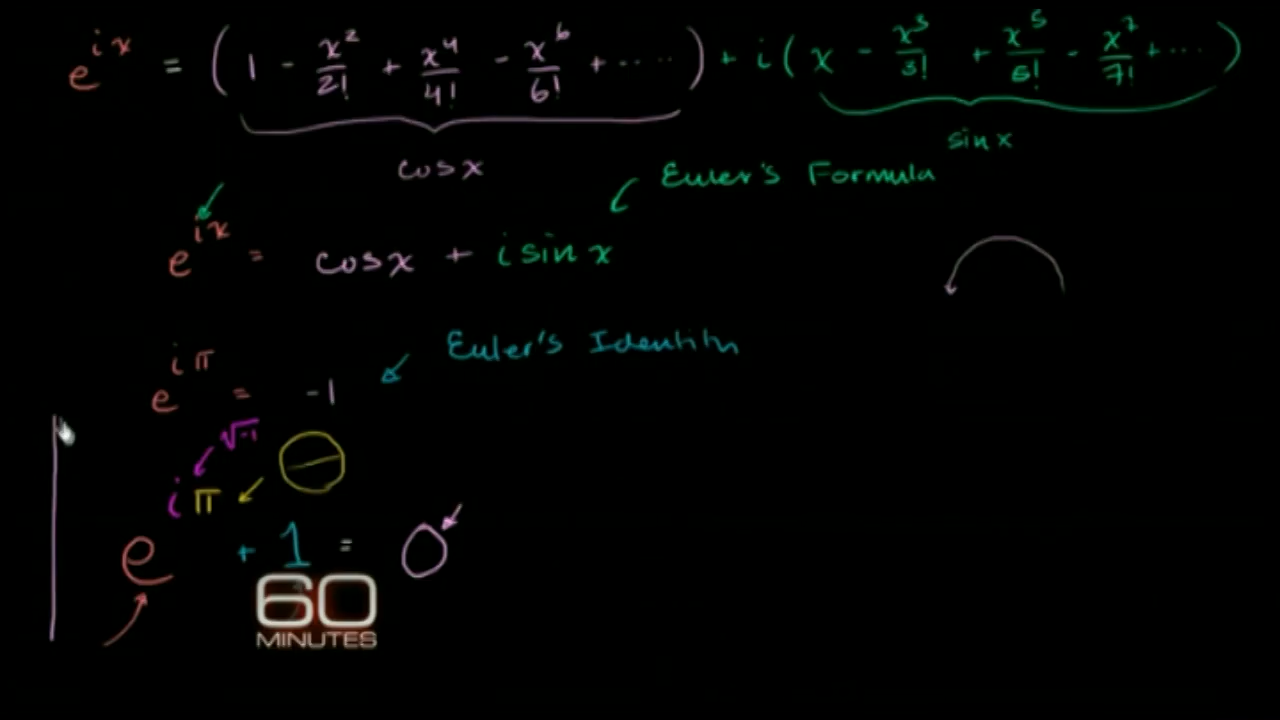 e^{ix} = (1 - x²/2! + x⁴/4! - x⁶/6! + .....) + i(x - x³/3! + x⁵/5! - x⁷/7! + ...)
cos x
sin x
Euler's Formula
e^{ix} = cos x + i sin x
Euler's Identity
e^{iπ} = -1
√-1
e^{iπ} + 1 = 0
60
MINUTES